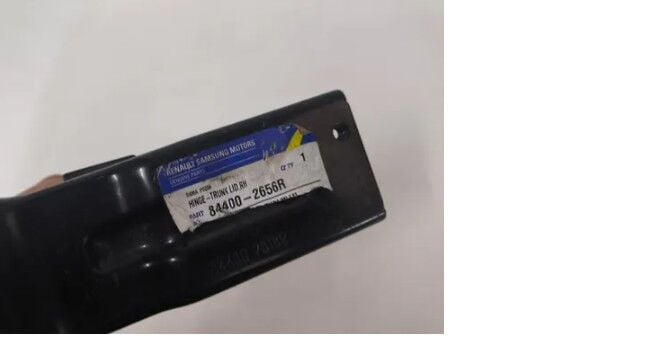 RENAULT SAMSUNG MOTORS
GENUINE PARTS
HINGE-TRUNK LID,RH
Q'TY 1
PART 84400-2656R